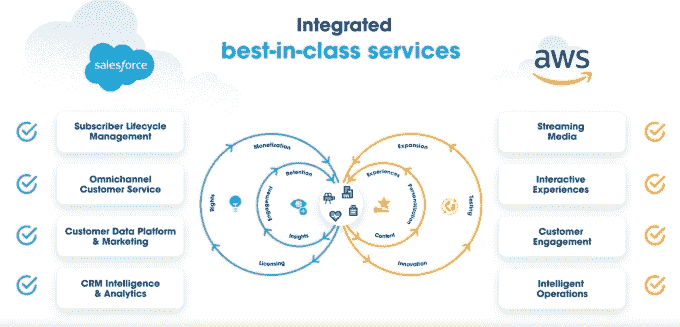 Integrated
best-in-class services
salesforce
aws
Subscriber Lifecycle
Management
Omnichannel
Customer Service
Customer Data Platform
& Marketing
CRM Intelligence
& Analytics
Monetization
Retention
Rights
Engagement
Insights
Licensing
Expansion
Experiences
Personalization
Testing
Content
Innovation
Streaming
Media
Interactive
Experiences
Customer
Engagement
Intelligent
Operations